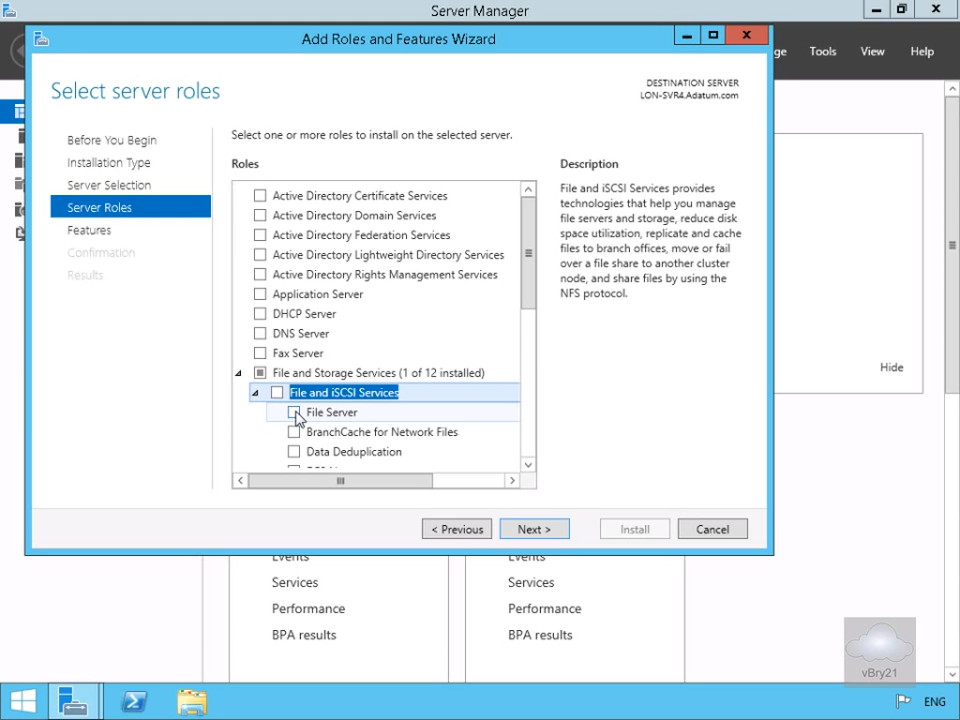 Server Manager
Add Roles and Features Wizard
Tools View Help
Select server roles
DESTINATION SERVER
LON-SVR4.Adatum.com
Before You Begin
Installation Type
Server Selection
Server Roles
Features
Confirmation
Results
Select one or more roles to install on the selected server.
Roles
Active Directory Certificate Services
Active Directory Domain Services
Active Directory Federation Services
Active Directory Lightweight Directory Services
Active Directory Rights Management Services
Application Server
DHCP Server
DNS Server
Fax Server
File and Storage Services (1 of 12 installed)
File and iSCSI Services
File Server
BranchCache for Network Files
Data Deduplication
Description
File and iSCSI Services provides
technologies that help you manage
file servers and storage, reduce disk
space utilization, replicate and cache
files to branch offices, move or fail
over a file share to another cluster
node, and share files by using the
NFS protocol.
Hide
< Previous
Next >
Install
Cancel
Events
Services
Performance
BPA results
Events
Services
Performance
BPA results
vBry21
ENG